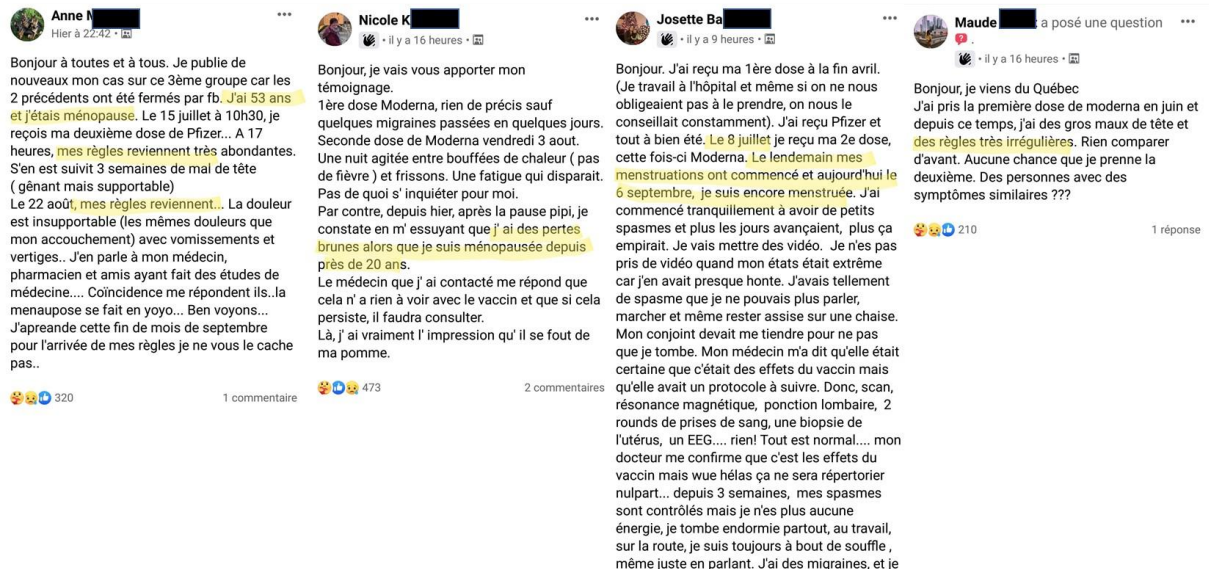 Anne M
Hier à 22:42 •
Bonjour à toutes et à tous. Je publie de
nouveaux mon cas sur ce 3ème groupe car les
2 précédents ont été fermés par fb. J'ai 53 ans
et j'étais ménopause. Le 15 juillet à 10h30, je
reçois ma deuxième dose de Pfizer... A 17
heures, mes règles reviennent très abondantes.
S'en est suivit 3 semaines de mal de tête
( gênant mais supportable)
Le 22 août, mes règles reviennent... La douleur
est insupportable (les mêmes douleurs que
mon accouchement) avec vomissements et
vertiges.. J'en parle à mon médecin,
pharmacien et amis ayant fait des études de
médecine.... Coïncidence me répondent ils..la
menaupose se fait en yoyo... Ben voyons...
J'apreande cette fin de mois de septembre
pour l'arrivée de mes règles je ne vous le cache
pas..
320
1 commentaire
Nicole K
• il y a 16 heures •
Bonjour, je vais vous apporter mon
témoignage.
1ère dose Moderna, rien de précis sauf
quelques migraines passées en quelques jours.
Seconde dose de Moderna vendredi 3 aout.
Une nuit agitée entre bouffées de chaleur ( pas
de fièvre ) et frissons. Une fatigue qui disparait.
Pas de quoi s' inquiéter pour moi.
Par contre, depuis hier, après la pause pipi, je
constate en m' essuyant que j' ai des pertes
brunes alors que je suis ménopausée depuis
près de 20 ans.
Le médecin que j' ai contacté me répond que
cela n' a rien à voir avec le vaccin et que si cela
persiste, il faudra consulter.
Là, j' ai vraiment l' impression qu' il se fout de
ma pomme.
473
2 commentaires
Josette Ba
• il y a 9 heures •
Bonjour. J'ai reçu ma 1ère dose à la fin avril.
(Je travail à l'hôpital et même si on ne nous
obligeaient pas à le prendre, on nous le
conseillait constamment). J'ai reçu Pfizer et
tout à bien été. Le 8 juillet je reçu ma 2e dose,
cette fois-ci Moderna. Le lendemain mes
menstruations ont commencé et aujourd'hui le
6 septembre, je suis encore menstruée. J'ai
commencé tranquillement à avoir de petits
spasmes et plus les jours avançaient, plus ça
empirait. Je vais mettre des vidéo. Je n'es pas
pris de vidéo quand mon états était extrême
car j'en avait presque honte. J'avais tellement
de spasme que je ne pouvais plus parler,
marcher et même rester assise sur une chaise.
Mon conjoint devait me tiendre pour ne pas
que je tombe. Mon médecin m'a dit qu'elle était
certaine que c'était des effets du vaccin mais
qu'elle avait un protocole à suivre. Donc, scan,
résonance magnétique, ponction lombaire, 2
rounds de prises de sang, une biopsie de
l'utérus, un EEG.... rien! Tout est normal.... mon
docteur me confirme que c'est les effets du
vaccin mais wue hélas ça ne sera répertorier
nulpart... depuis 3 semaines, mes spasmes
sont contrôlés mais je n'es plus aucune
énergie, je tombe endormie partout, au travail,
sur la route, je suis toujours à bout de souffle ,
même juste en parlant. J'ai des migraines, et je
Maude a posé une question
.
• il y a 16 heures •
Bonjour, je viens du Québec
J'ai pris la première dose de moderna en juin et
depuis ce temps, j'ai des gros maux de tête et
des règles très irrégulières. Rien comparer
d'avant. Aucune chance que je prenne la
deuxième. Des personnes avec des
symptômes similaires ???
210
1 réponse